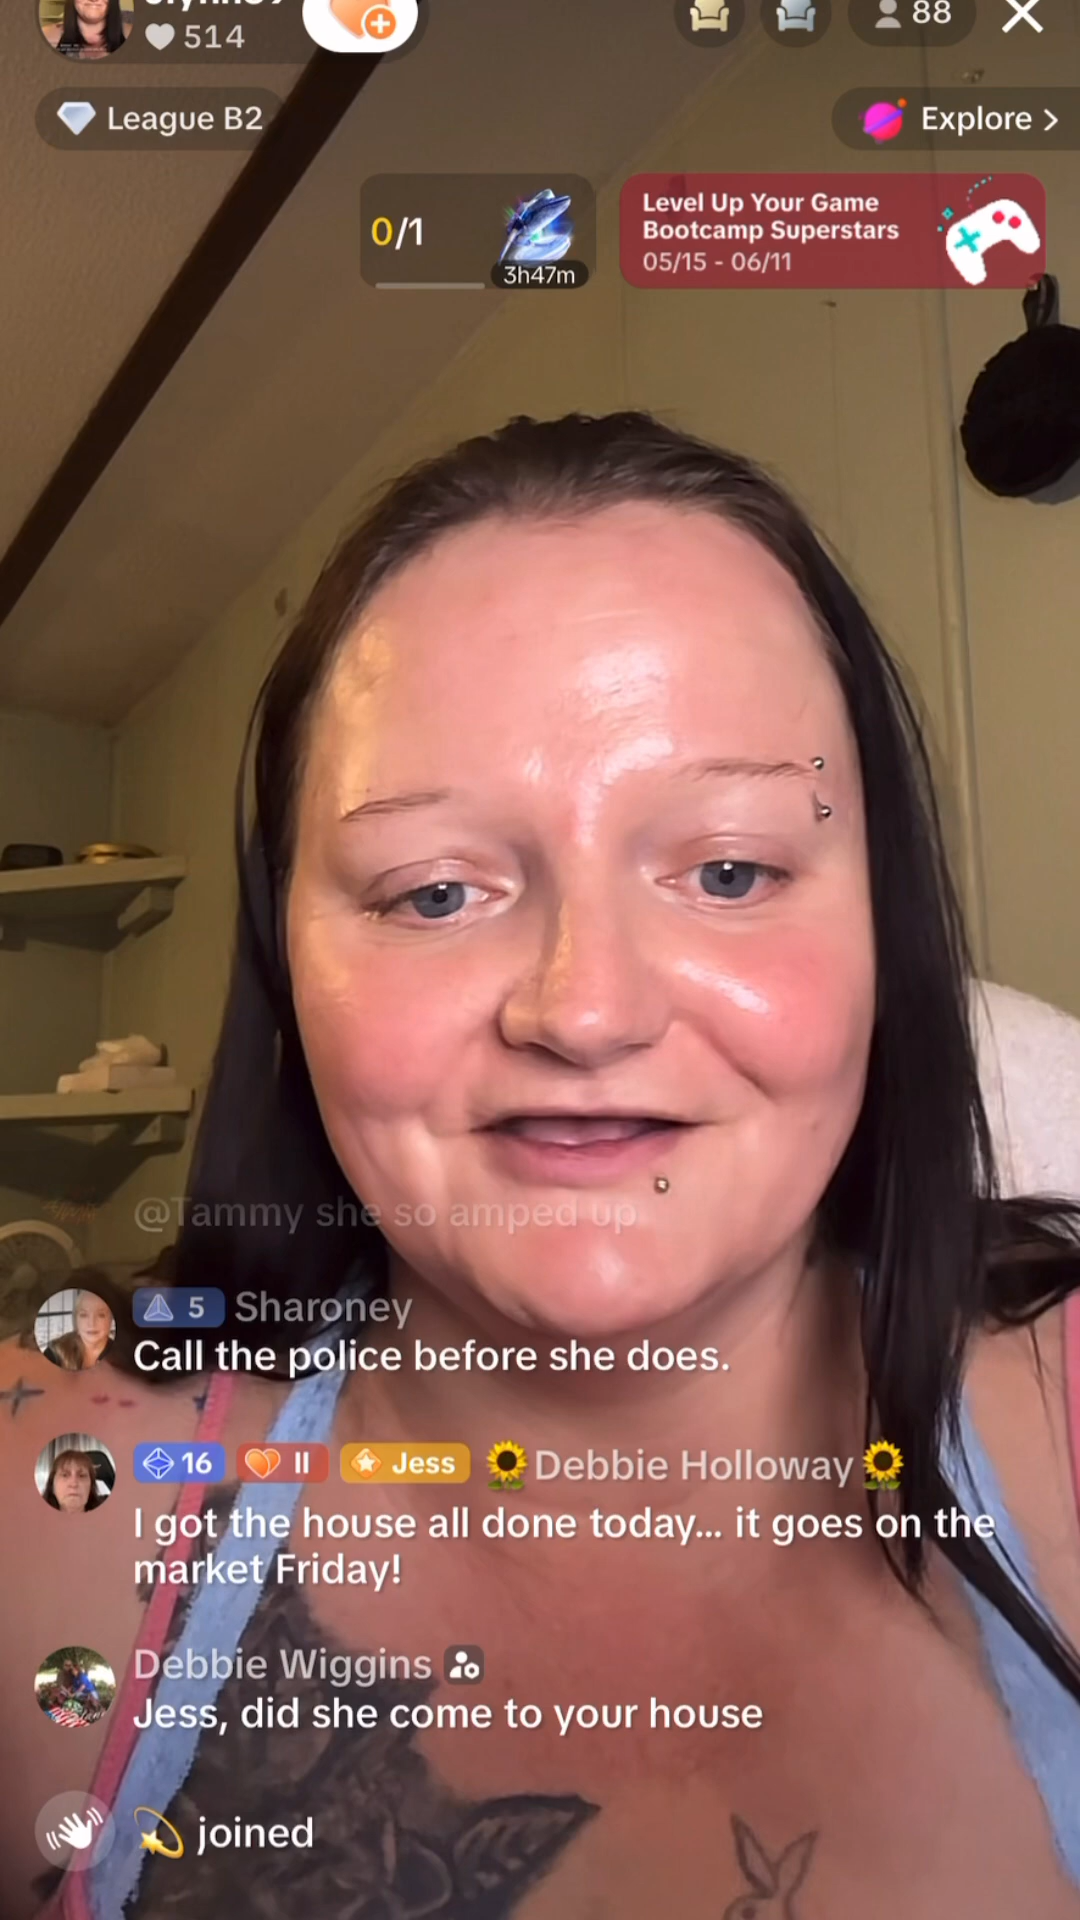 514
88
League B2
Explore >
0/1
3h47m
Level Up Your Game
Bootcamp Superstars
05/15 - 06/11
@Tammy she so amped up
5 Sharoney
Call the police before she does.
16 II Jess 🌻Debbie Holloway🌻
I got the house all done today... it goes on the
market Friday!
Debbie Wiggins
Jess, did she come to your house
💫 joined